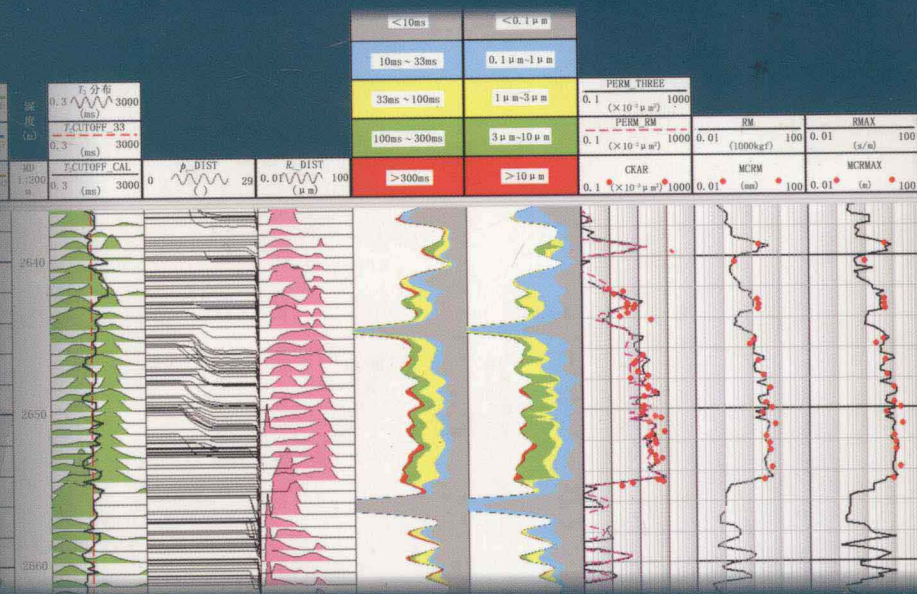 <10ms
<0.1μm
10ms~33ms
0.1μm~1μm
33ms~100ms
1μm~3μm
100ms~300ms
3μm~10μm
>300ms
>10μm
深度
(m)
RD
1:200
m
T₂分布
0.3 3000
(ms)
T₂CUTOFF_33
0.3 3000
(ms)
T₂CUTOFF_CAL
0.3 (ms) 3000
p_DIST
0 29
()
R_DIST
0.01 100
(μm)
PERM_THREE
0.1 1000
(×10⁻³μm²)
PERM_RM
0.1 1000
(×10⁻³μm²)
CKAR
0.1 (×10⁻³μm²) 1000
RM
0.01 100
(1000kgf)
MCRM
0.01 (mm) 100
RMAX
0.01 100
(s/m)
MCRMAX
0.01 (m) 100
2640
2650
2660